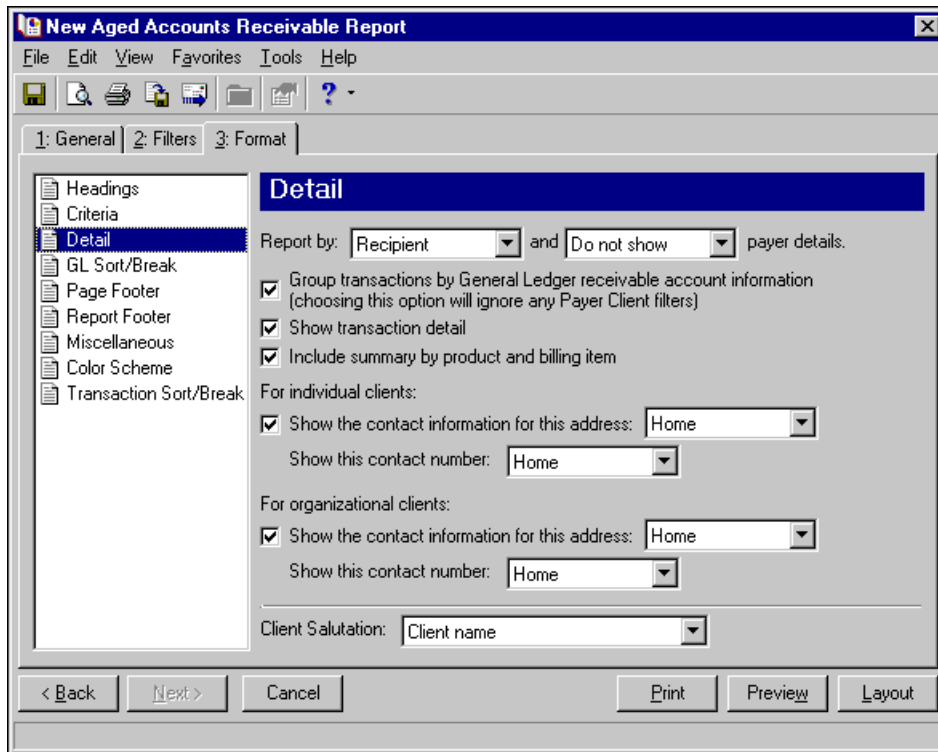 New Aged Accounts Receivable Report
File Edit View Favorites Tools Help
?
1: General 2: Filters 3: Format
Headings
Criteria
Detail
GL Sort/Break
Page Footer
Report Footer
Miscellaneous
Color Scheme
Transaction Sort/Break
Detail
Report by: Recipient and Do not show payer details.
Group transactions by General Ledger receivable account information
(choosing this option will ignore any Payer Client filters)
Show transaction detail
Include summary by product and billing item
For individual clients:
Show the contact information for this address: Home
Show this contact number: Home
For organizational clients:
Show the contact information for this address: Home
Show this contact number: Home
Client Salutation: Client name
< Back Next > Cancel Print Preview Layout